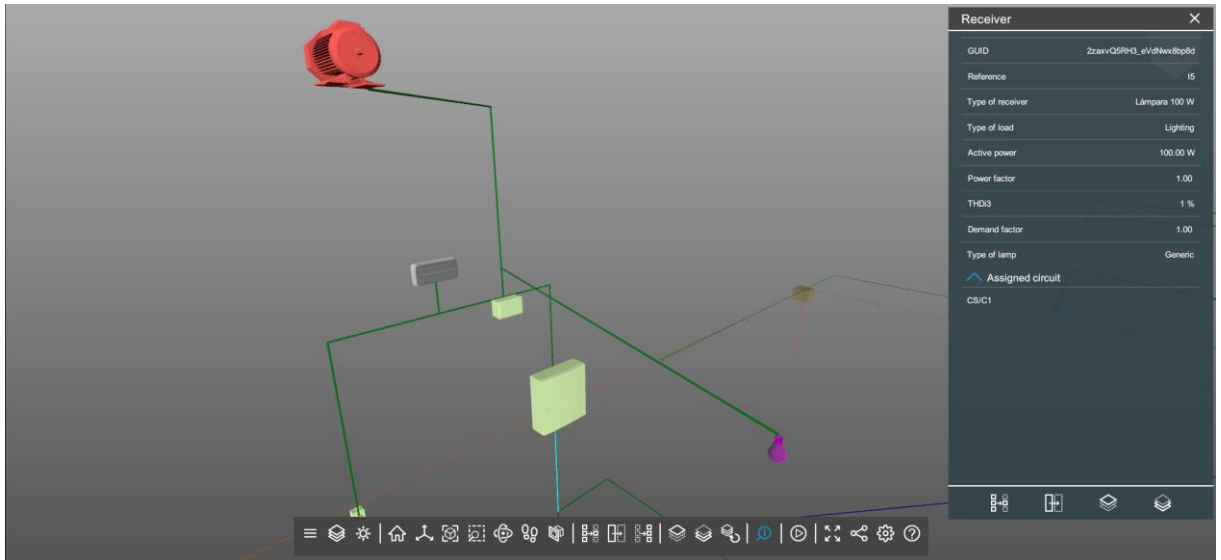 Receiver
GUID 2zaxvQ5RH3_eVdNwx8bp8d
Reference I5
Type of receiver Lámpara 100 W
Type of load Lighting
Active power 100.00 W
Power factor 1.00
THDi3 1 %
Demand factor 1.00
Type of lamp Generic
Assigned circuit
CS/C1